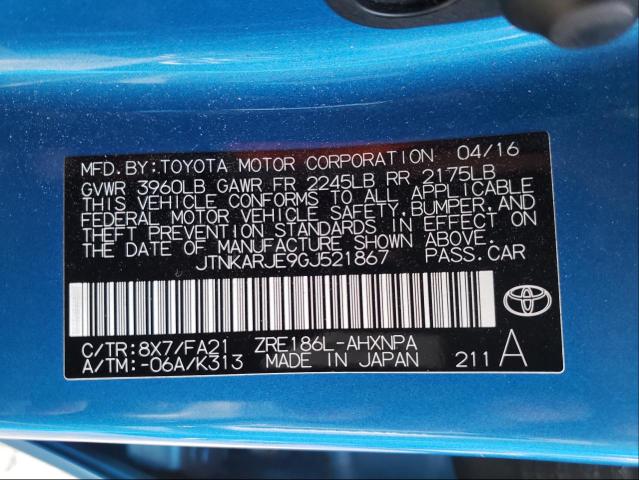 MFD.BY:TOYOTA MOTOR CORPORATION 04/16
GVWR 3960LB GAWR FR 2245LB RR 2175LB
THIS VEHICLE CONFORMS TO ALL APPLICABLE
FEDERAL MOTOR VEHICLE SAFETY,BUMPER,AND
THEFT PREVENTION STANDARDS IN EFFECT ON
THE DATE OF MANUFACTURE SHOWN ABOVE.
JTNKARJE9GJ521867 PASS.CAR
C/TR:8X7/FA21 ZRE186L-AHXNPA
A/TM:-06A/K313 MADE IN JAPAN 211 A